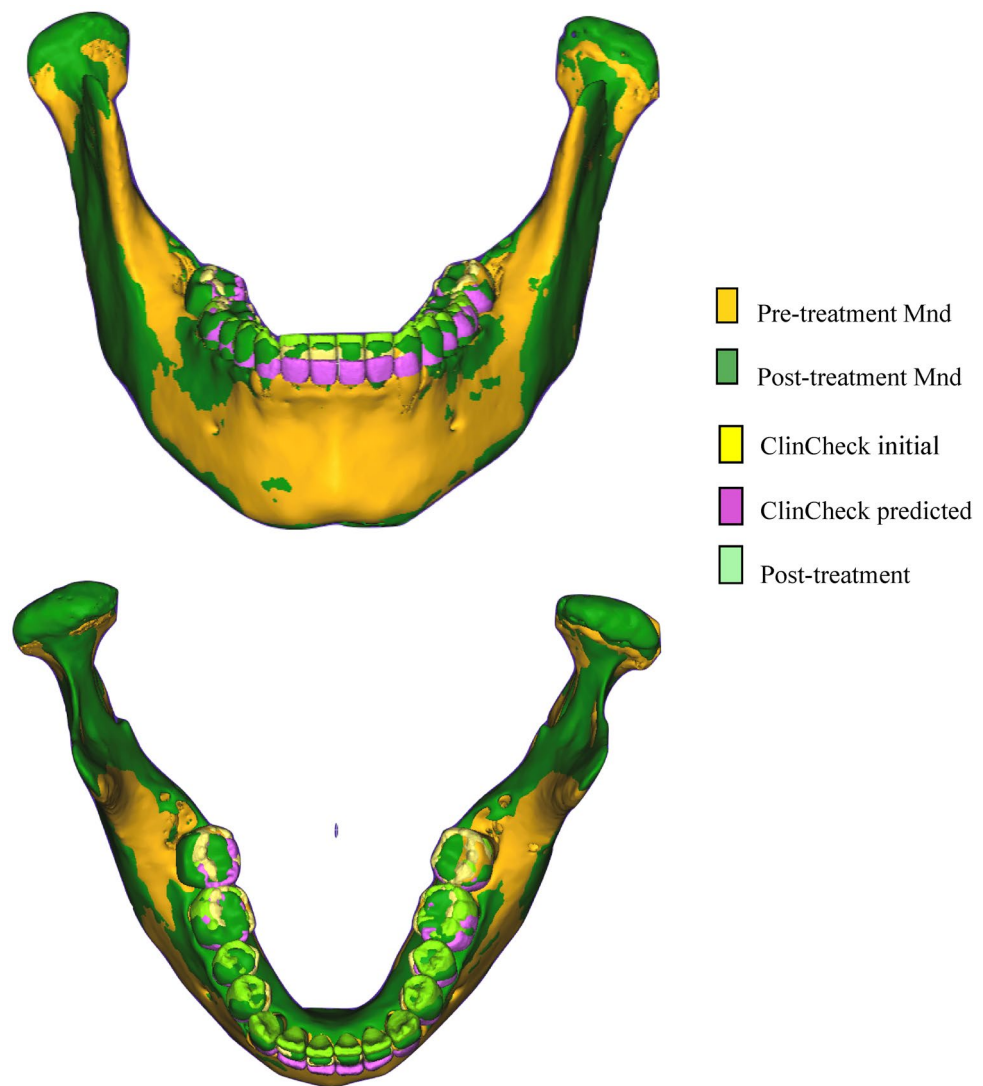 Pre-treatment Mnd
Post-treatment Mnd
ClinCheck initial
ClinCheck predicted
Post-treatment